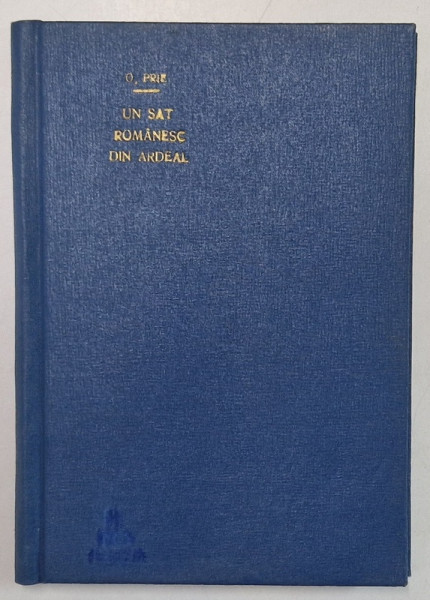 O. PRIE
UN SAT
ROMÂNESC
DIN ARDEAL